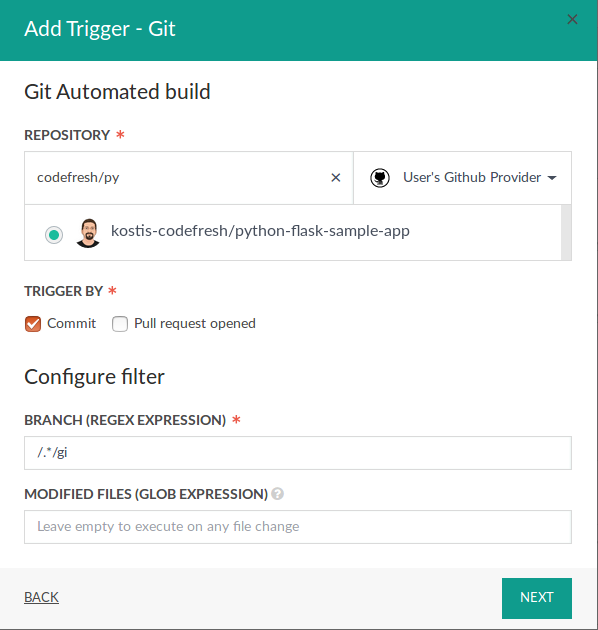 Add Trigger - Git
Git Automated build
REPOSITORY *
codefresh/py
User's Github Provider
kostis-codefresh/python-flask-sample-app
TRIGGER BY *
Commit
Pull request opened
Configure filter
BRANCH (REGEX EXPRESSION) *
/.*/gi
MODIFIED FILES (GLOB EXPRESSION) ?
Leave empty to execute on any file change
BACK
NEXT